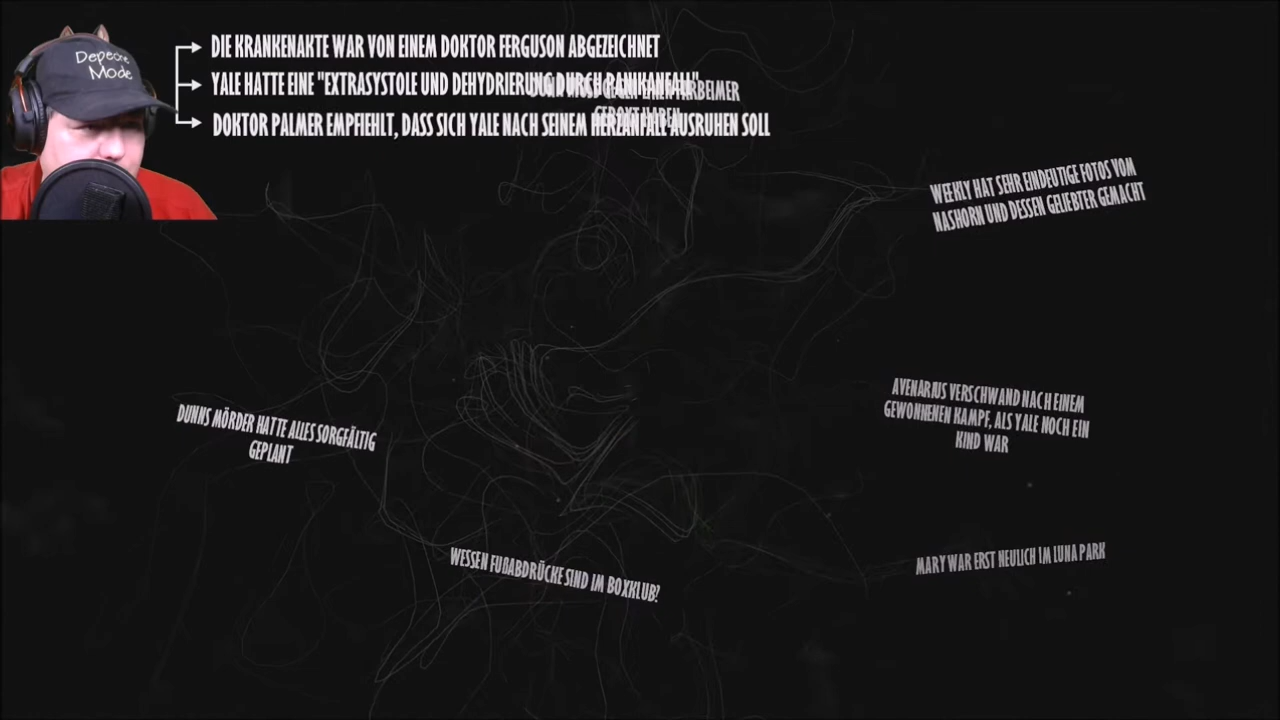 Depeche
Mode
DIE KRANKENAKTE WAR VON EINEM DOKTOR FERGUSON ABGEZEICHNET
YALE HATTE EINE "EXTRASYSTOLE UND DEHYDRIERUNG DURCH PANIKANFALL"
DOKTOR PALMER EMPFIEHLT, DASS SICH YALE NACH SEINEM HERZANFALL AUSRUHEN SOLL
WEEKLY HAT SEHR EINDEUTIGE FOTOS VOM
NASHORN UND DESSEN GELIEBTER GEMACHT
AVENARIUS VERSCHWAND NACH EINEM
GEWONNENEN KAMPF, ALS YALE NOCH EIN
KIND WAR
DUNNS MÖRDER HATTE ALLES SORGFÄLTIG
GEPLANT
WESSEN FUẞABDRÜCKE SIND IM BOXKLUB?
MARY WAR ERST NEULICH IM LUNA PARK